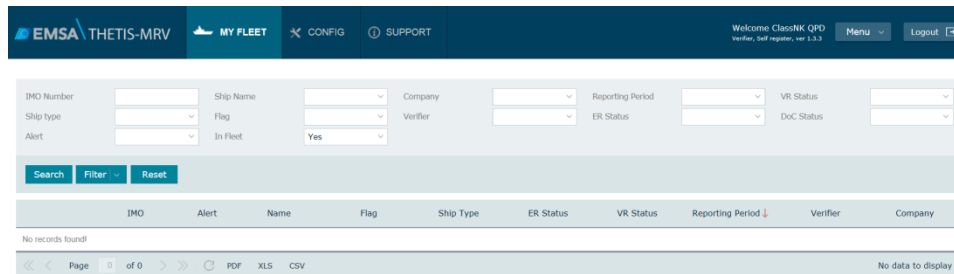 EMSA THETIS-MRV MY FLEET CONFIG SUPPORT Welcome ClassNK QPD Menu Logout
Verifier, Self register, ver 1.3.3
IMO Number Ship Name Company Reporting Period VR Status
Ship type Flag Verifier ER Status DoC Status
Alert In Fleet Yes
Search Filter Reset
IMO Alert Name Flag Ship Type ER Status VR Status Reporting Period Verifier Company
No records found!
Page 0 of 0 PDF XLS CSV No data to display